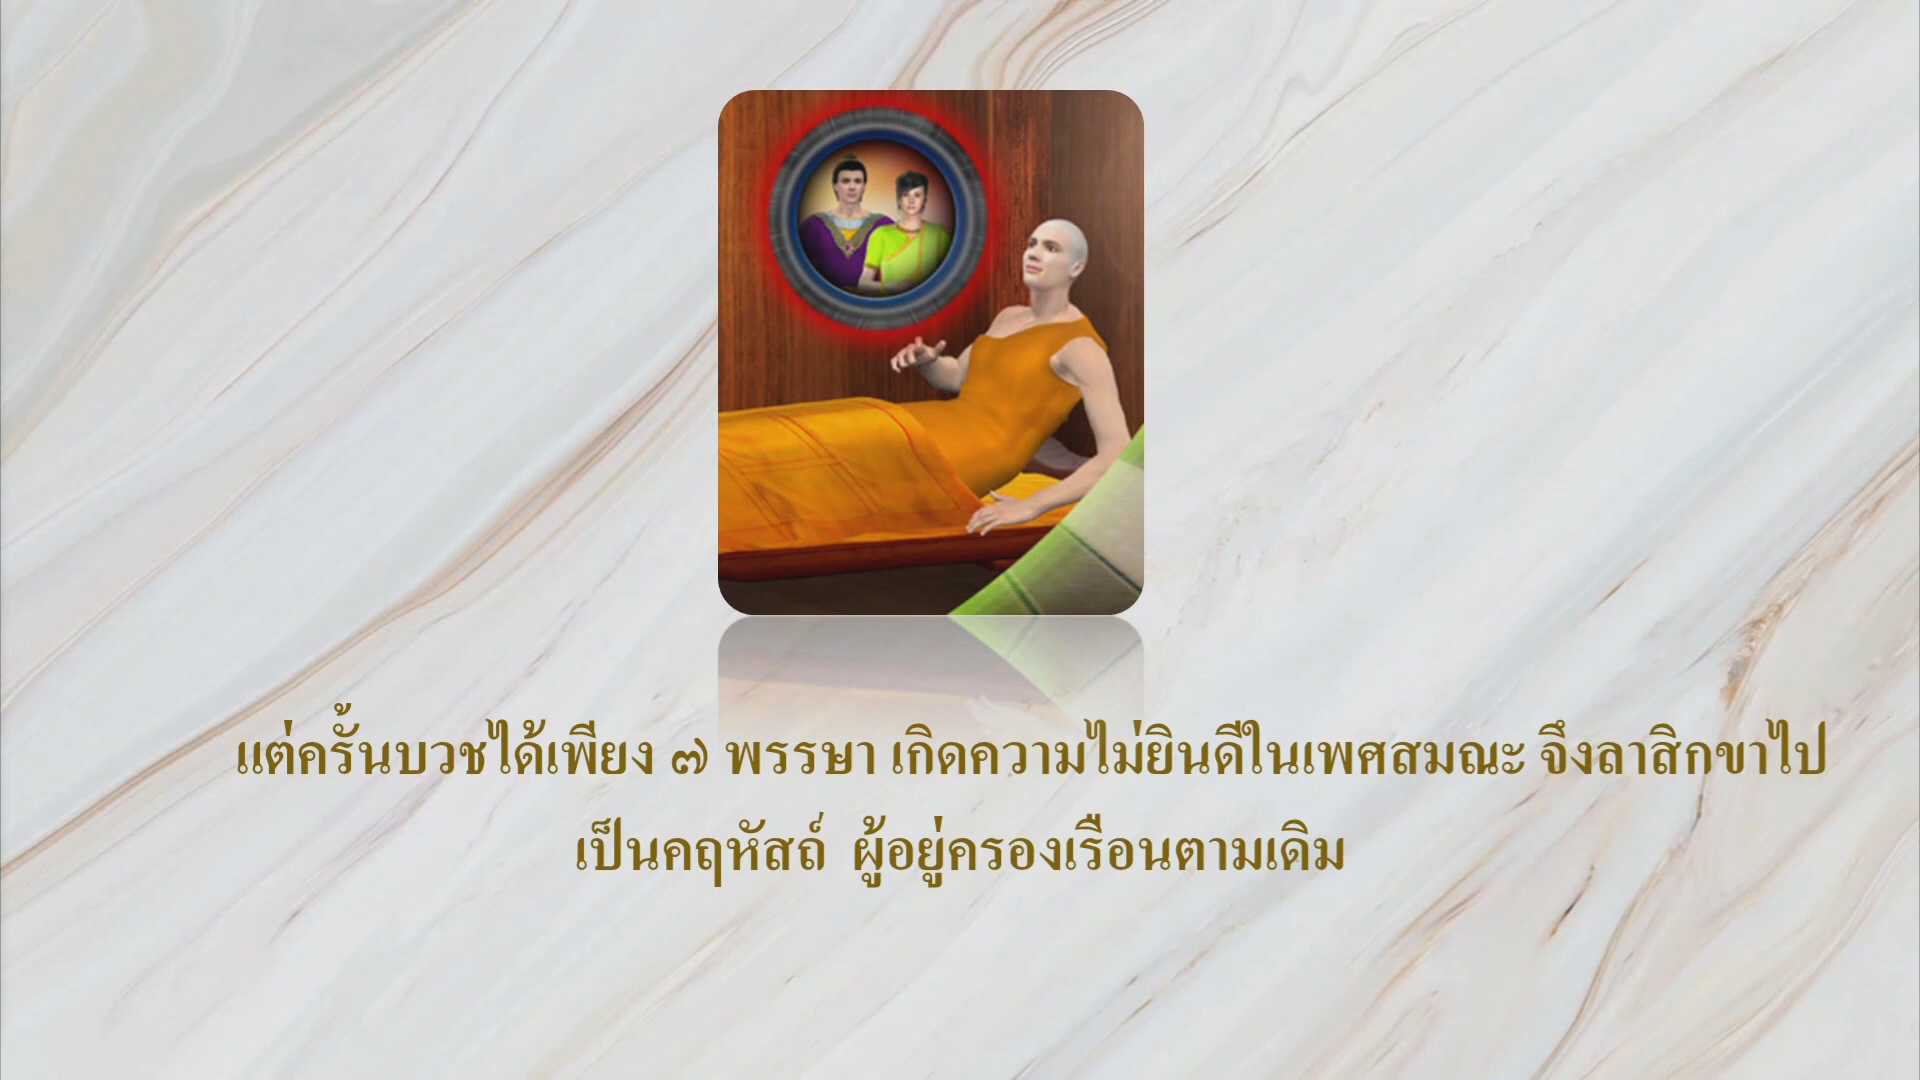 แต่ครั้นบวชได้เพียง ๗ พรรษา เกิดความไม่ยินดีในเพศสมณะ จึงลาสิกขาไป
เป็นคฤหัสถ์ ผู้อยู่ครองเรือนตามเดิม